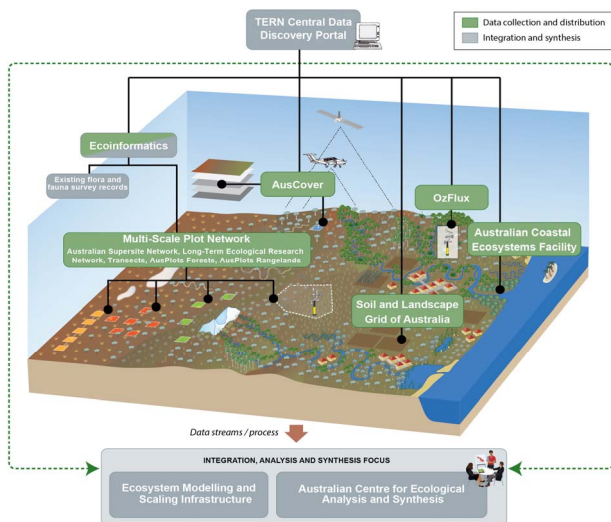 TERN Central Data
Discovery Portal
Data collection and distribution
Integration and synthesis
Ecoinformatics
Existing flora and
fauna survey records
AusCover
OzFlux
Australian Coastal
Ecosystems Facility
Multi-Scale Plot Network
Australian Supersite Network, Long-Term Ecological Research
Network, Transects, AusPlots Forests, AusPlots Rangelands
Soil and Landscape
Grid of Australia
Data streams / process
INTEGRATION, ANALYSIS AND SYNTHESIS FOCUS
Ecosystem Modelling and
Scaling Infrastructure
Australian Centre for Ecological
Analysis and Synthesis